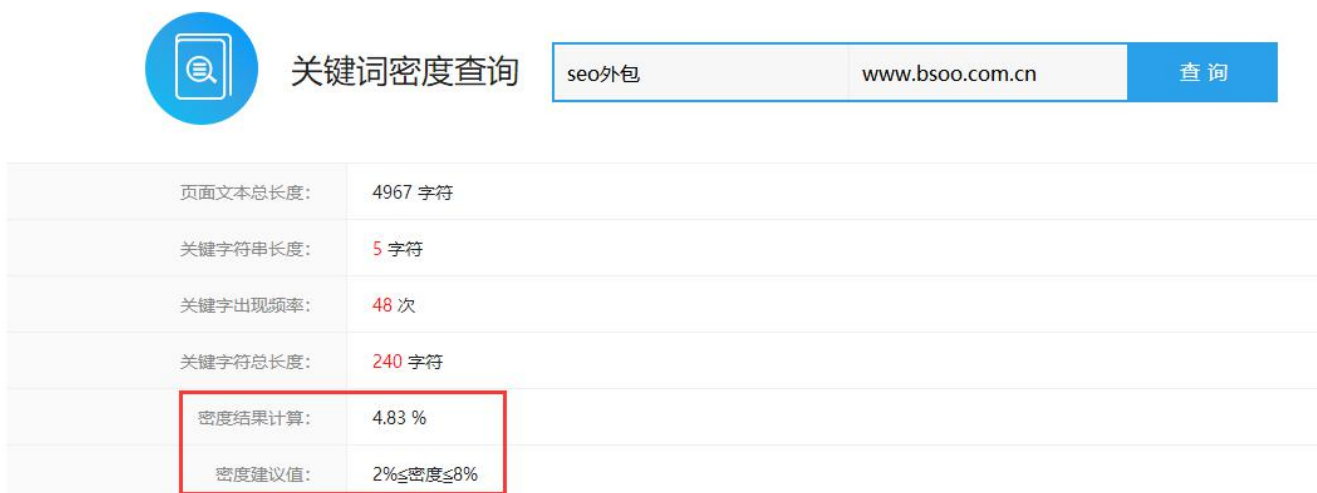 关键词密度查询 seo外包 www.bsoo.com.cn 查 询
页面文本总长度: 4967 字符
关键字符串长度: 5 字符
关键字出现频率: 48 次
关键字符总长度: 240 字符
密度结果计算: 4.83 %
密度建议值: 2%≤密度≤8%